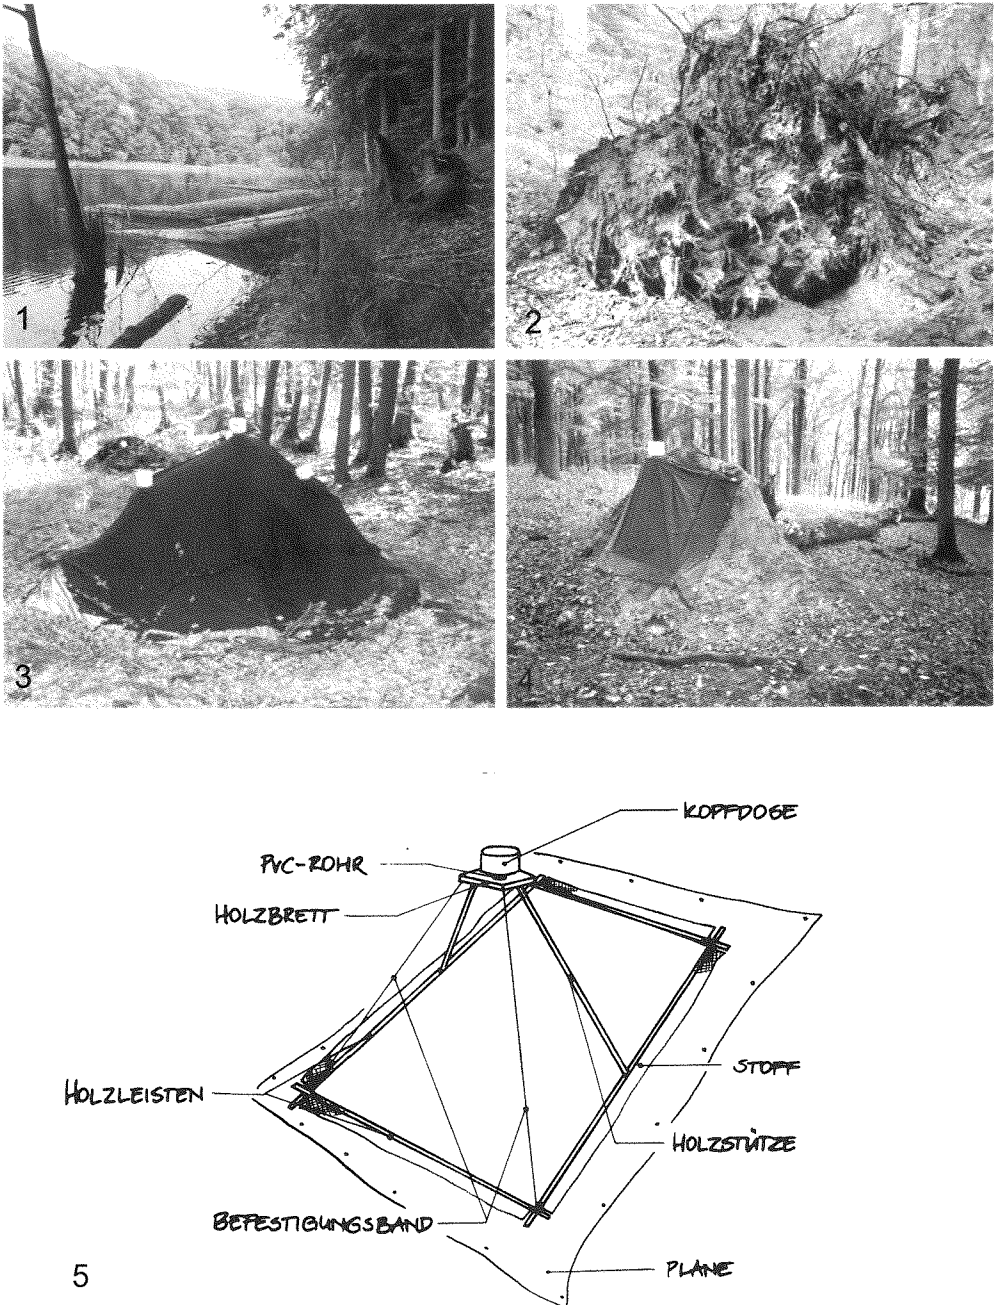 1
2
3
4
KOPFDOSE
PVC-ROHR
HOLZBRETT
STOFF
HOLZLEISTEN
HOLZSTÜTZE
BEFESTIGUNGSBAND
PLANE
5